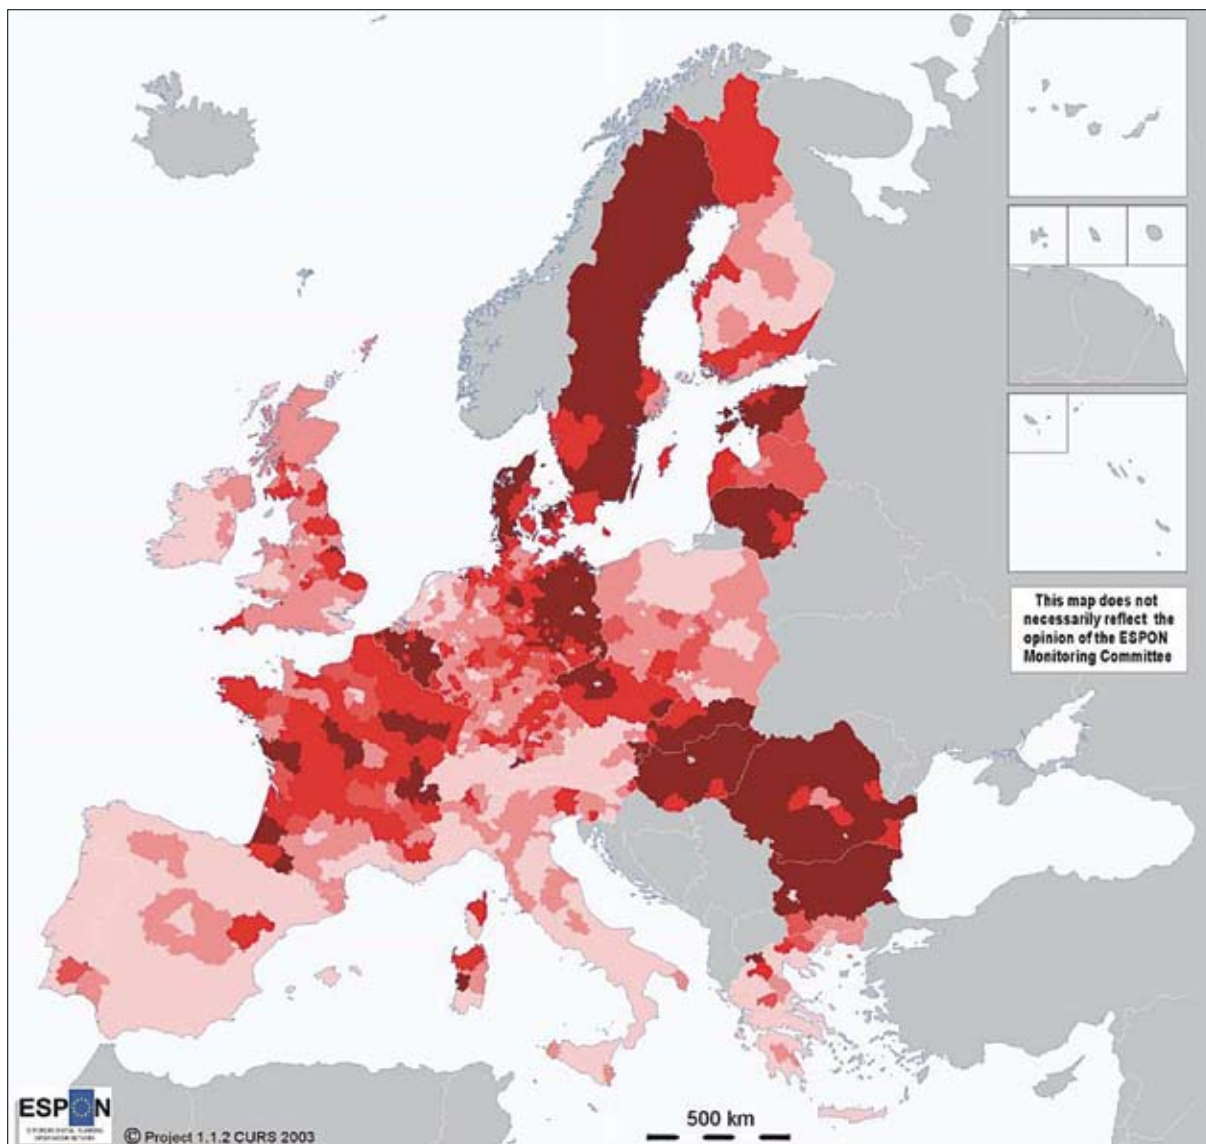 This map does not
necessarily reflect the
opinion of the ESPON
Monitoring Committee
ESPON
© Project 1.1.2 CURS 2003
500 km